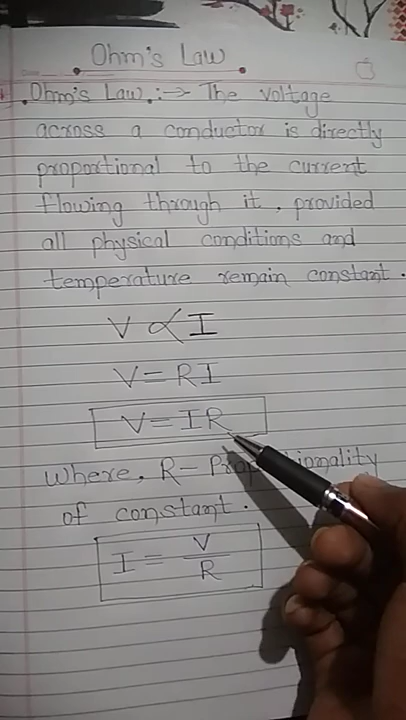 Ohm's Law
Ohm's Law :→ The voltage
across a conductor is directly
proportional to the current
flowing through it, provided
all physical conditions and
temperature remain constant.
V ∝ I
V = RI
V = IR
Where, R - Proportionality
of constant.
I = V/R